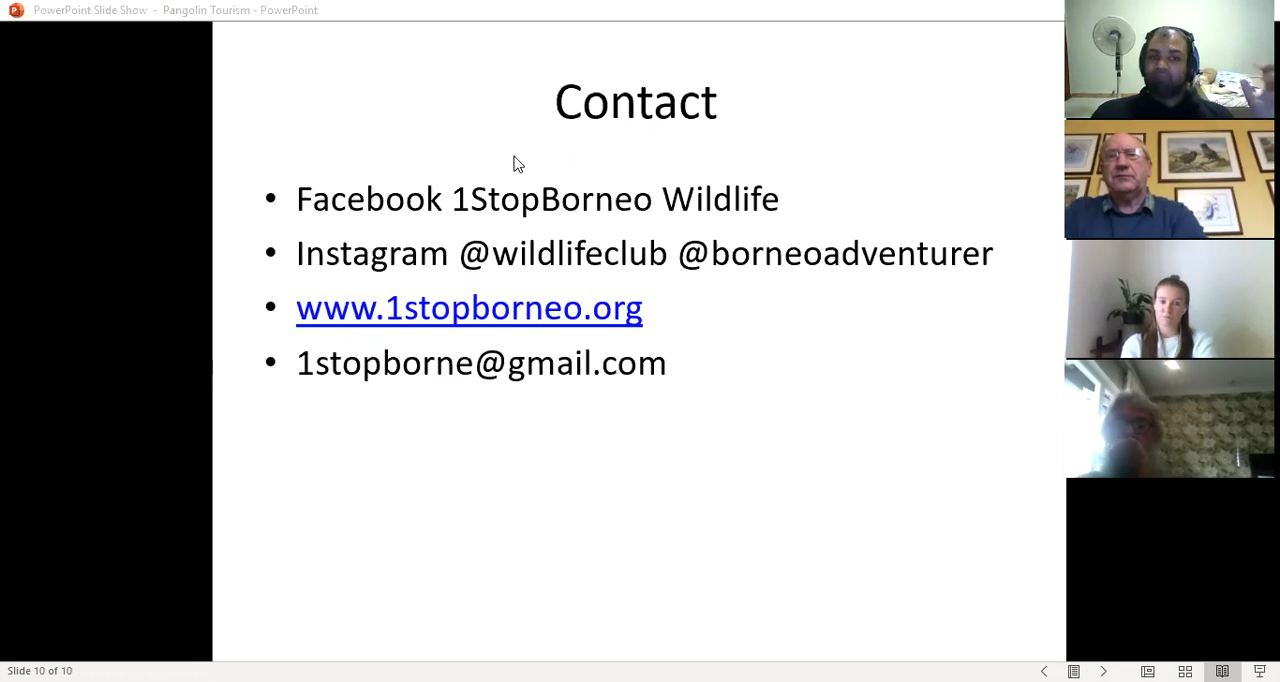 PowerPoint Slide Show - Pangolin Tourism - PowerPoint
Contact
• Facebook 1StopBorneo Wildlife
• Instagram @wildlifeclub @borneoadventurer
• www.1stopborneo.org
• 1stopborne@gmail.com
Slide 10 of 10